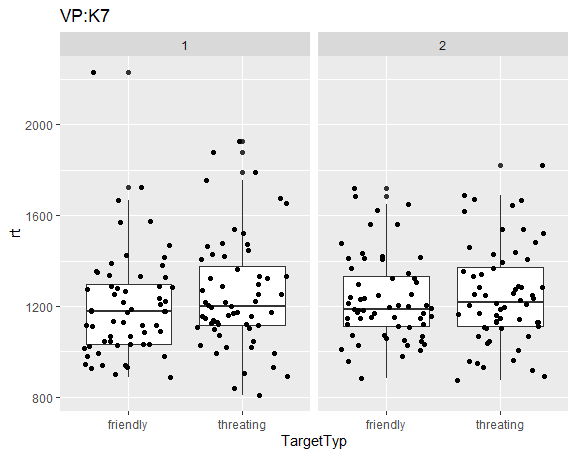 VP:K7
1 2
rt
2000
1600
1200
800
friendly threating friendly threating
TargetTyp